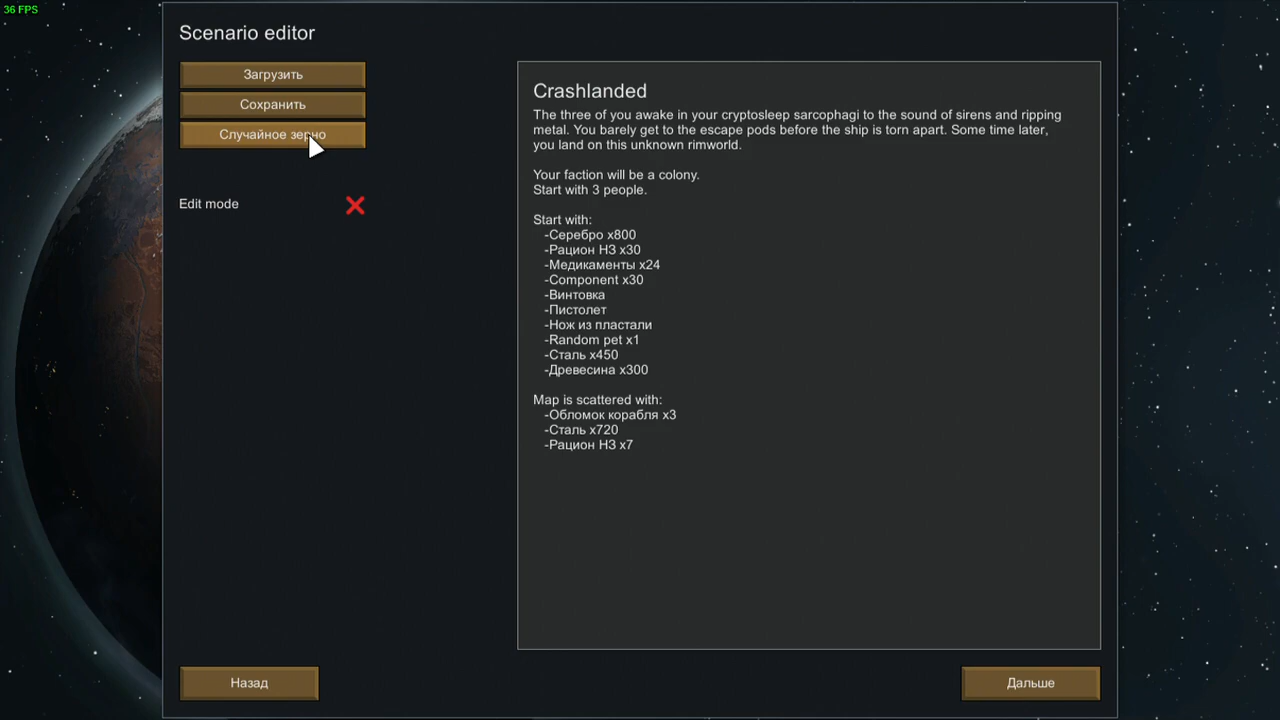 36 FPS
Scenario editor
Загрузить
Сохранить
Случайное зерно
Edit mode
Crashlanded
The three of you awake in your cryptosleep sarcophagi to the sound of sirens and ripping
metal. You barely get to the escape pods before the ship is torn apart. Some time later,
you land on this unknown rimworld.
Your faction will be a colony.
Start with 3 people.
Start with:
-Серебро x800
-Рацион НЗ x30
-Медикаменты x24
-Component x30
-Винтовка
-Пистолет
-Нож из пластали
-Random pet x1
-Сталь x450
-Древесина x300
Map is scattered with:
-Обломок корабля x3
-Сталь x720
-Рацион НЗ x7
Назад
Дальше